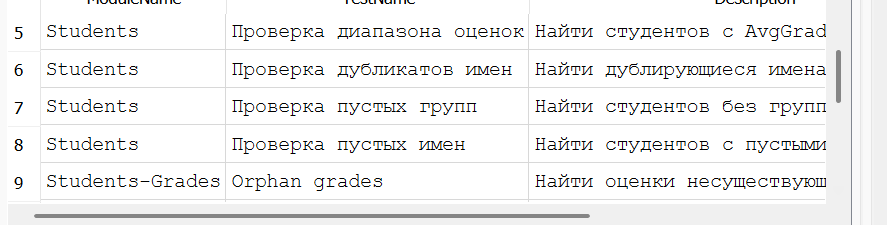 ModuleName TestName Description
5 Students Проверка диапазона оценок Найти студентов с AvgGrad
6 Students Проверка дубликатов имен Найти дублирующиеся имена
7 Students Проверка пустых групп Найти студентов без групп
8 Students Проверка пустых имен Найти студентов с пустыми
9 Students-Grades Orphan grades Найти оценки несуществующ